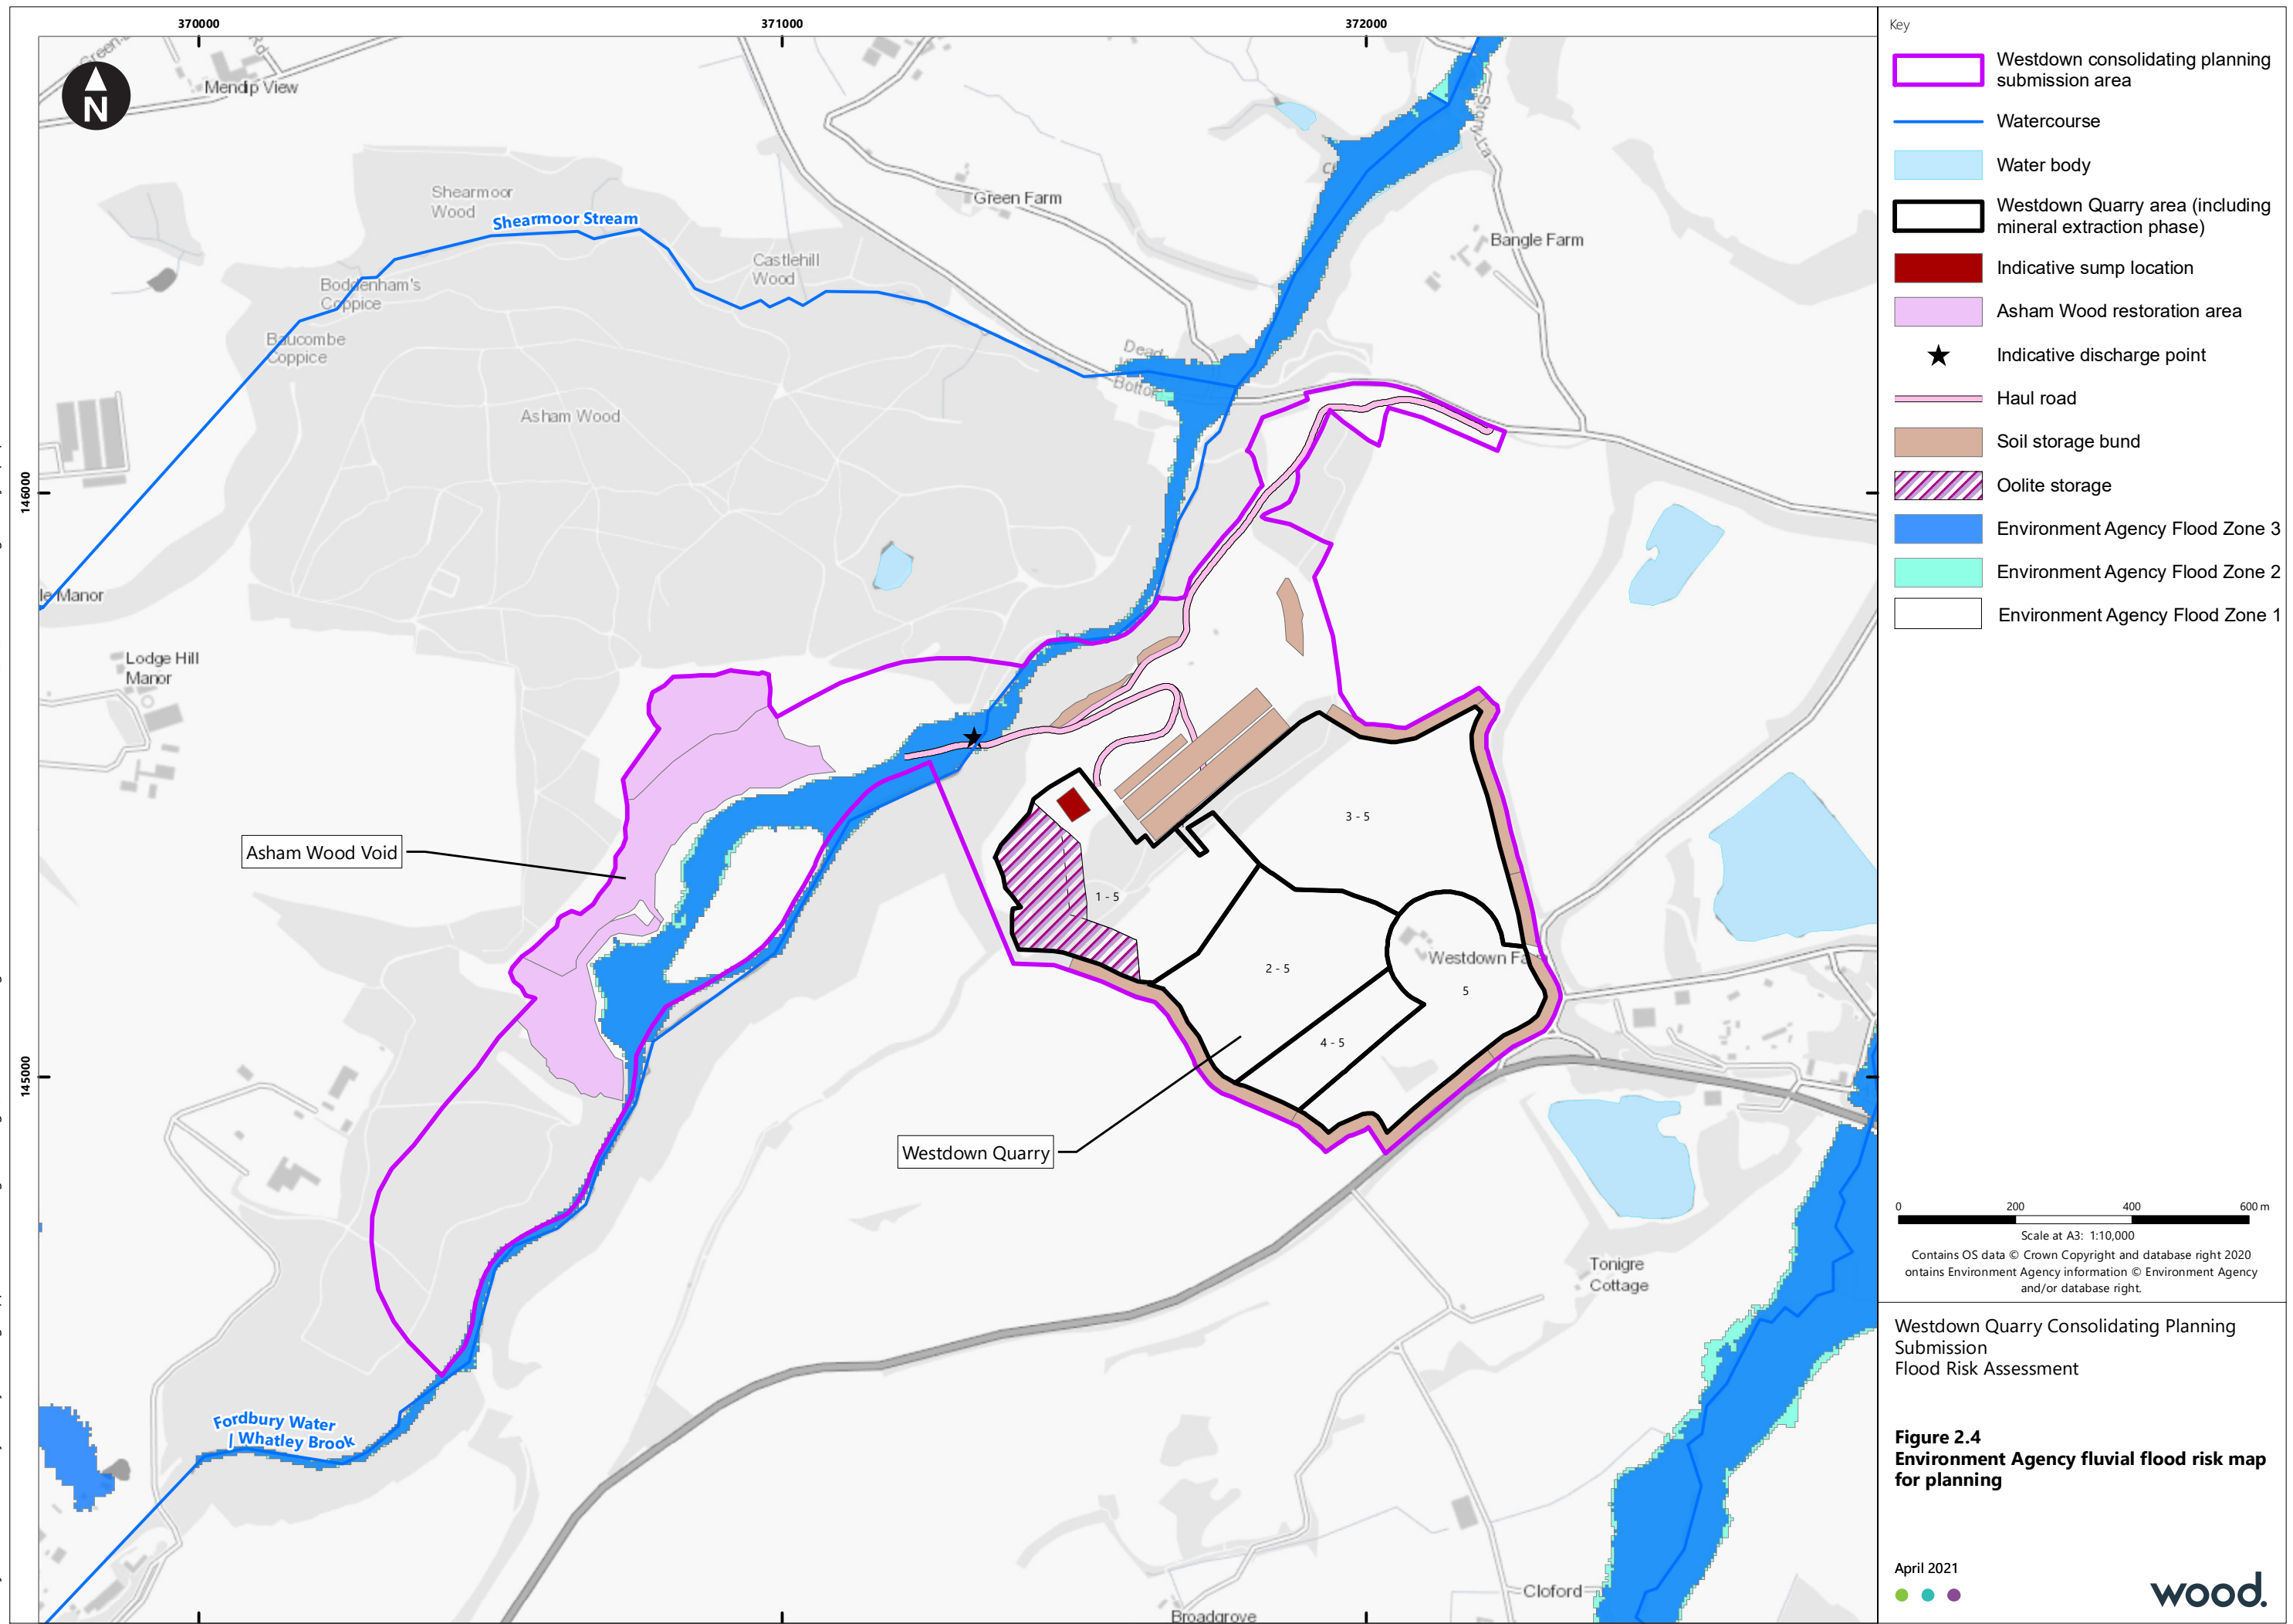 370000
371000
372000
146000
145000
N
Rd
Mendip View
Shearmoor
Wood
Shearmoor Stream
Boddenham's
Coppice
Baucombe
Coppice
Castlehill
Wood
Asham Wood
Green Farm
Stony La
Bangle Farm
Dead
Bottom
le Manor
Lodge Hill
Manor
Asham Wood Void
1 - 5
2 - 5
3 - 5
4 - 5
5
Westdown Fa
Westdown Quarry
Tonigre
Cottage
Fordbury Water
| Whatley Brook
Cloford
Broadgrove
Key
Westdown consolidating planning
submission area
Watercourse
Water body
Westdown Quarry area (including
mineral extraction phase)
Indicative sump location
Asham Wood restoration area
Indicative discharge point
Haul road
Soil storage bund
Oolite storage
Environment Agency Flood Zone 3
Environment Agency Flood Zone 2
Environment Agency Flood Zone 1
0 200 400 600 m
Scale at A3: 1:10,000
Contains OS data © Crown Copyright and database right 2020
ontains Environment Agency information © Environment Agency
and/or database right.
Westdown Quarry Consolidating Planning
Submission
Flood Risk Assessment
Figure 2.4
Environment Agency fluvial flood risk map
for planning
April 2021
wood.